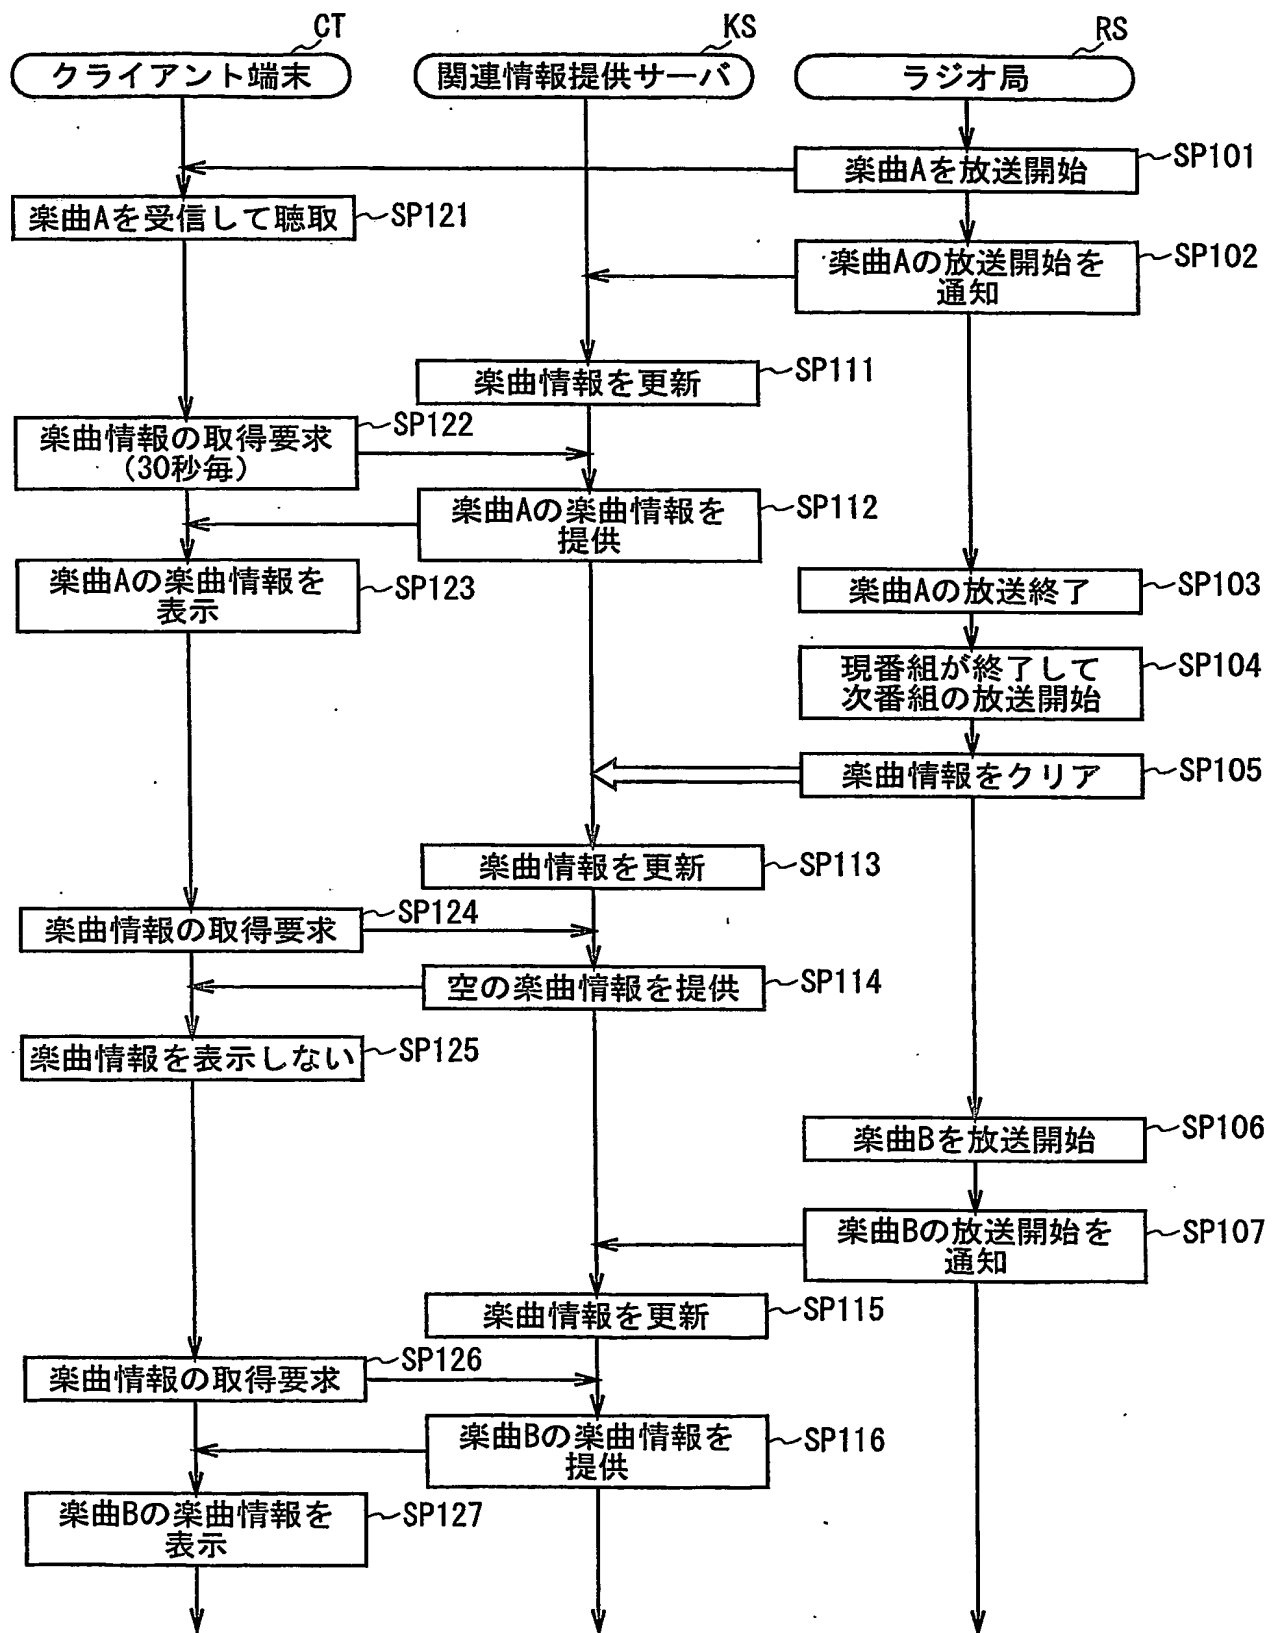 CT
KS
RS
クライアント端末
関連情報提供サーバ
ラジオ局
楽曲Aを放送開始
SP101
楽曲Aを受信して聴取
SP121
楽曲Aの放送開始を
通知
SP102
楽曲情報を更新
SP111
楽曲情報の取得要求
(30秒毎)
SP122
楽曲Aの楽曲情報を
提供
SP112
楽曲Aの楽曲情報を
表示
SP123
楽曲Aの放送終了
SP103
現番組が終了して
次番組の放送開始
SP104
楽曲情報をクリア
SP105
楽曲情報を更新
SP113
楽曲情報の取得要求
SP124
空の楽曲情報を提供
SP114
楽曲情報を表示しない
SP125
楽曲Bを放送開始
SP106
楽曲Bの放送開始を
通知
SP107
楽曲情報を更新
SP115
楽曲情報の取得要求
SP126
楽曲Bの楽曲情報を
提供
SP116
楽曲Bの楽曲情報を
表示
SP127